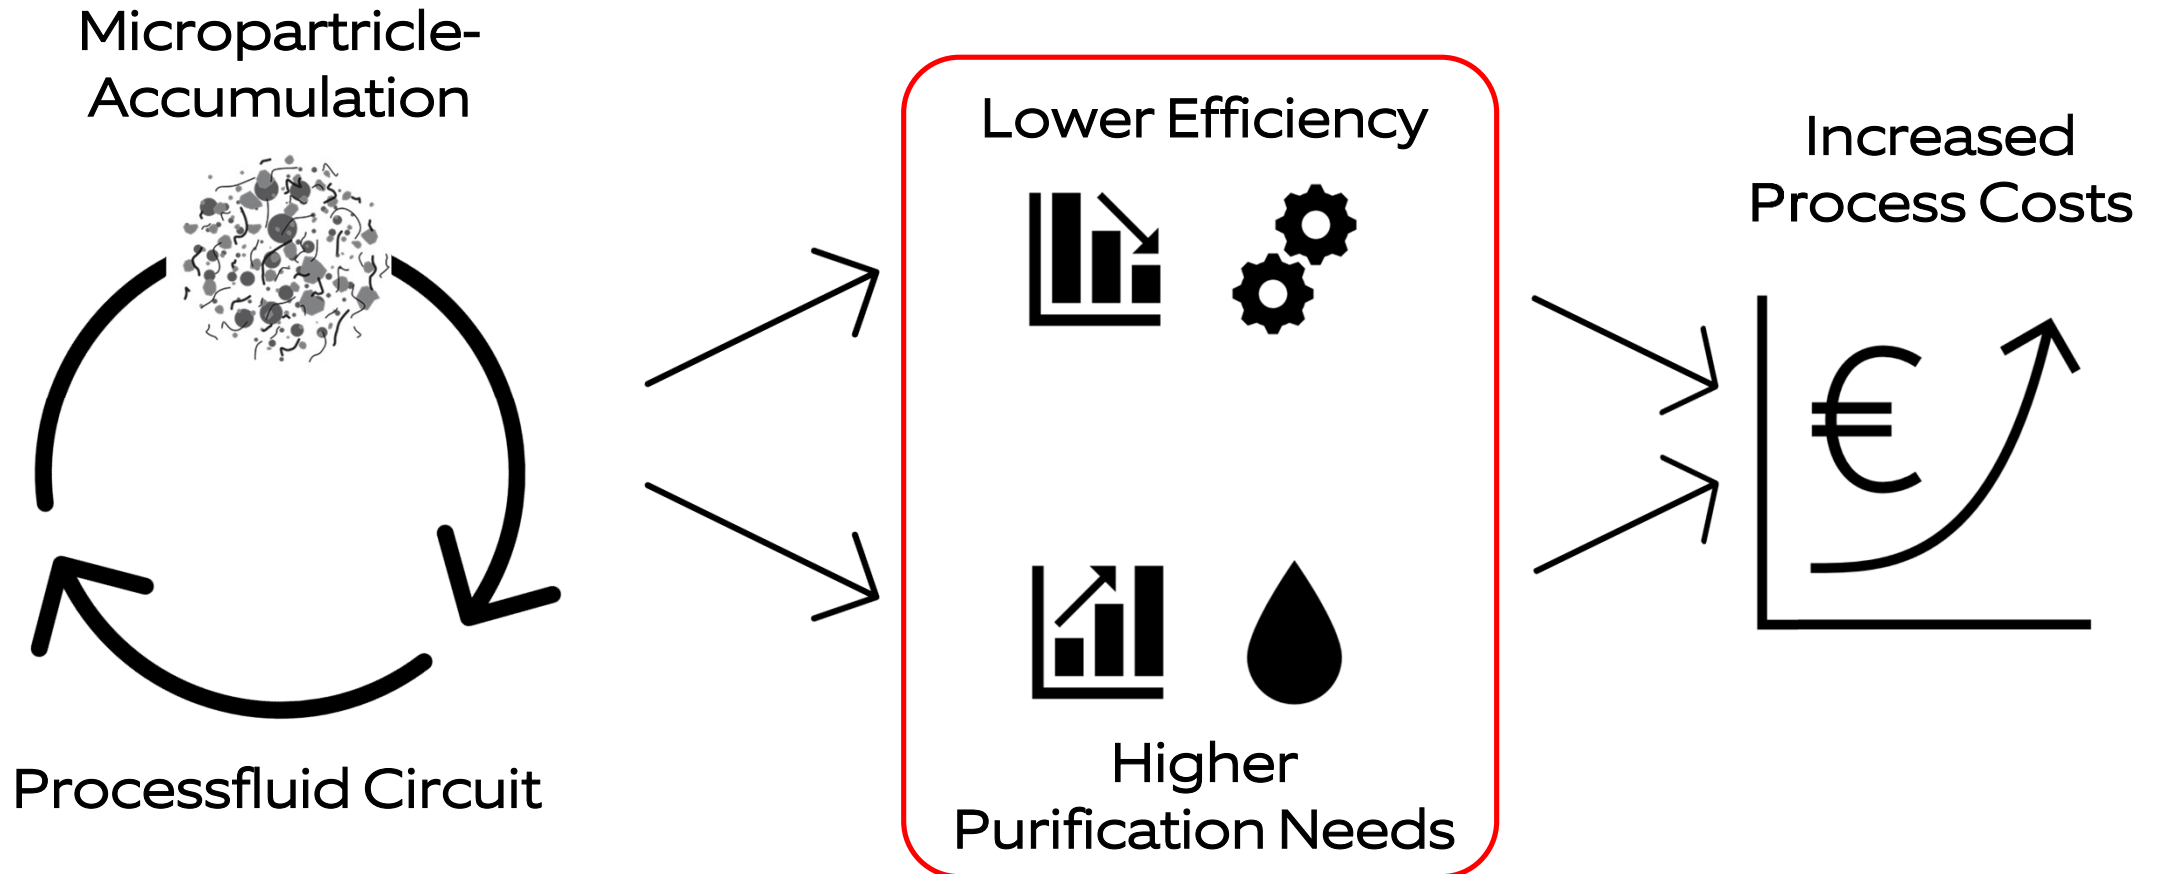 Micropartricle-
Accumulation
Processfluid Circuit
Lower Efficiency
Higher
Purification Needs
Increased
Process Costs
€